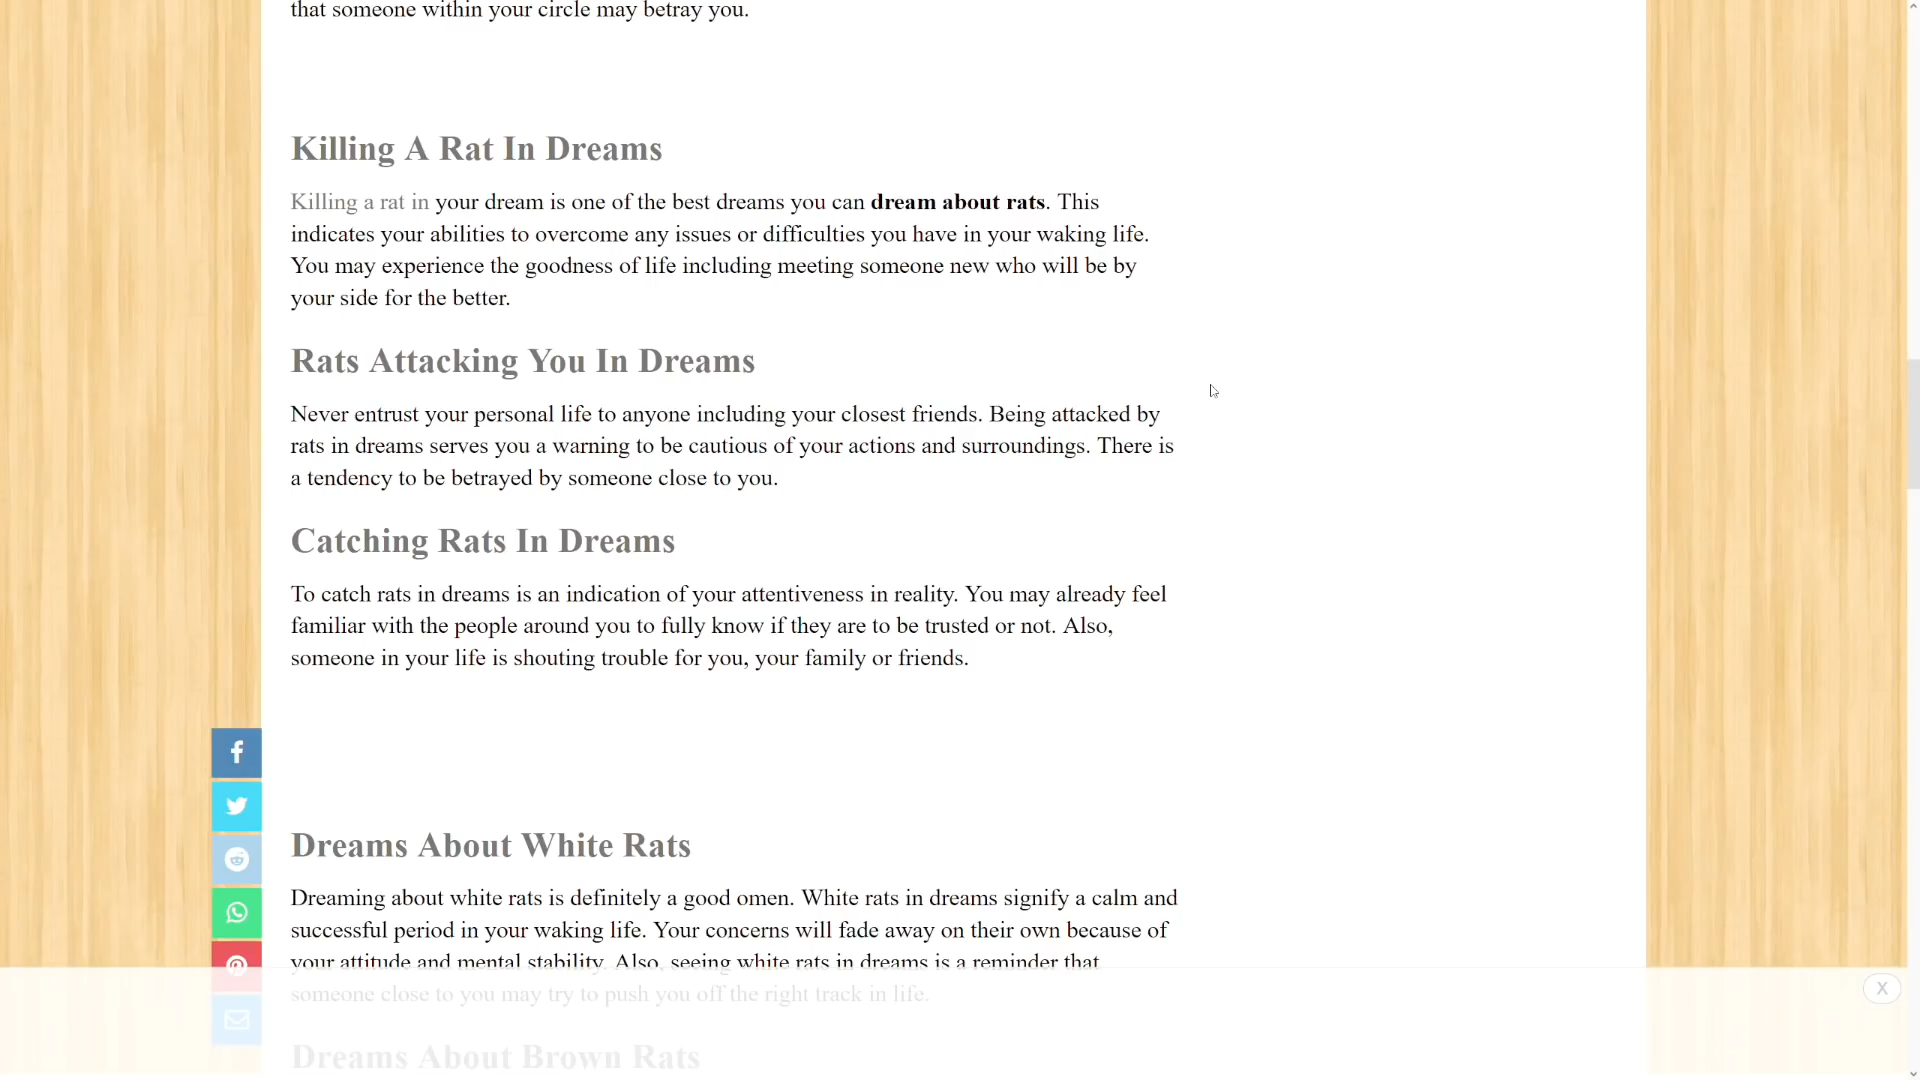 that someone within your circle may betray you.
Killing A Rat In Dreams
Killing a rat in your dream is one of the best dreams you can dream about rats. This
indicates your abilities to overcome any issues or difficulties you have in your waking life.
You may experience the goodness of life including meeting someone new who will be by
your side for the better.
Rats Attacking You In Dreams
Never entrust your personal life to anyone including your closest friends. Being attacked by
rats in dreams serves you a warning to be cautious of your actions and surroundings. There is
a tendency to be betrayed by someone close to you.
Catching Rats In Dreams
To catch rats in dreams is an indication of your attentiveness in reality. You may already feel
familiar with the people around you to fully know if they are to be trusted or not. Also,
someone in your life is shouting trouble for you, your family or friends.
Dreams About White Rats
Dreaming about white rats is definitely a good omen. White rats in dreams signify a calm and
successful period in your waking life. Your concerns will fade away on their own because of
your attitude and mental stability. Also, seeing white rats in dreams is a reminder that
someone close to you may try to push you off the right track in life.
X
Dreams About Brown Rats